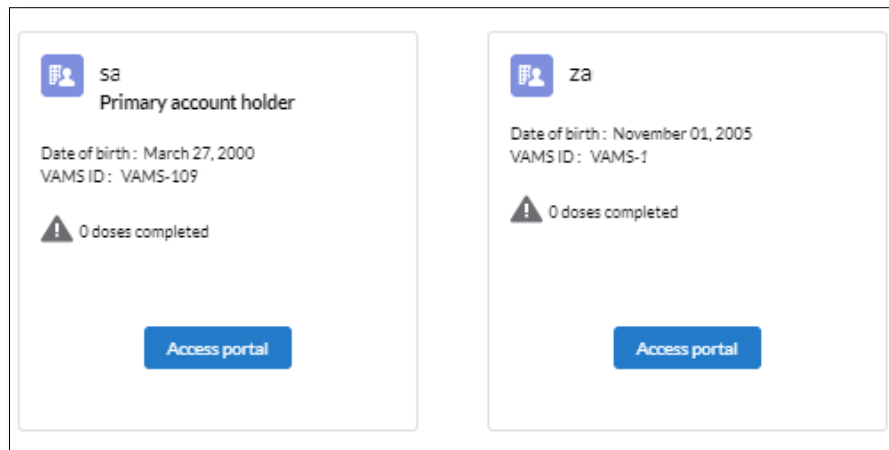 sa
Primary account holder
Date of birth : March 27, 2000
VAMS ID : VAMS-109
0 doses completed
Access portal
za
Date of birth : November 01, 2005
VAMS ID : VAMS-1
0 doses completed
Access portal